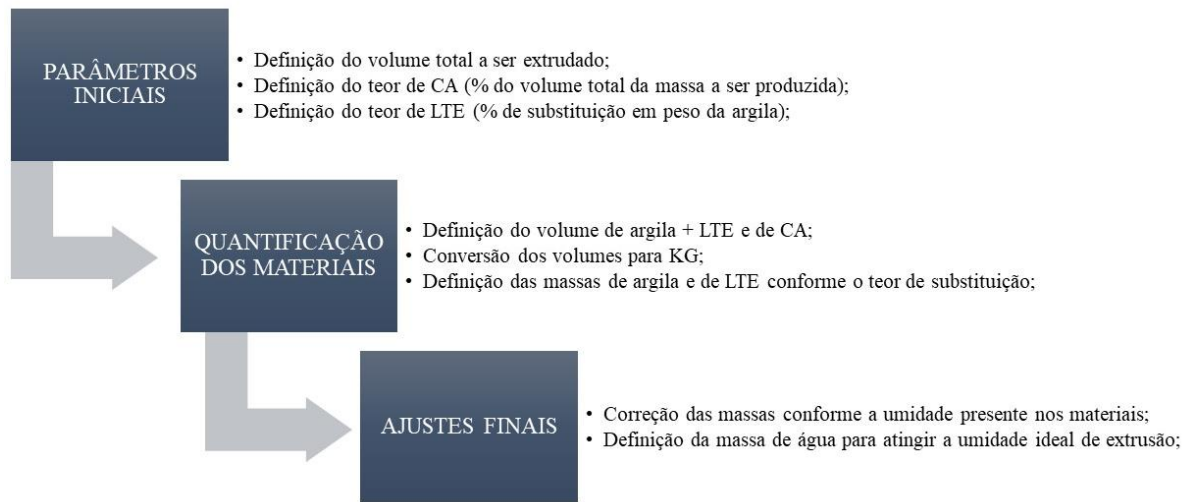 PARÂMETROS
INICIAIS
• Definição do volume total a ser extrudado;
• Definição do teor de CA (% do volume total da massa a ser produzida);
• Definição do teor de LTE (% de substituição em peso da argila);
QUANTIFICAÇÃO
DOS MATERIAIS
• Definição do volume de argila + LTE e de CA;
• Conversão dos volumes para KG;
• Definição das massas de argila e de LTE conforme o teor de substituição;
AJUSTES FINAIS
• Correção das massas conforme a umidade presente nos materiais;
• Definição da massa de água para atingir a umidade ideal de extrusão;